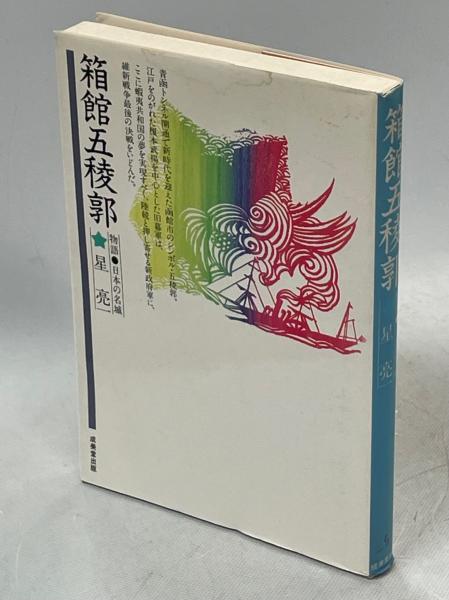 箱館五稜郭
物語●日本の名城
星 亮一
青函トンネル開通で新時代を迎えた函館市のシンボル・五稜郭。
江戸をのがれた榎本武揚を中心とした旧幕軍は、
ここに蝦夷共和国の夢を実現すべく、陸続と押し寄せる新政府軍に、
維新戦争最後の決戦をいどんだ。
成美堂出版
箱館五稜郭
星 亮一